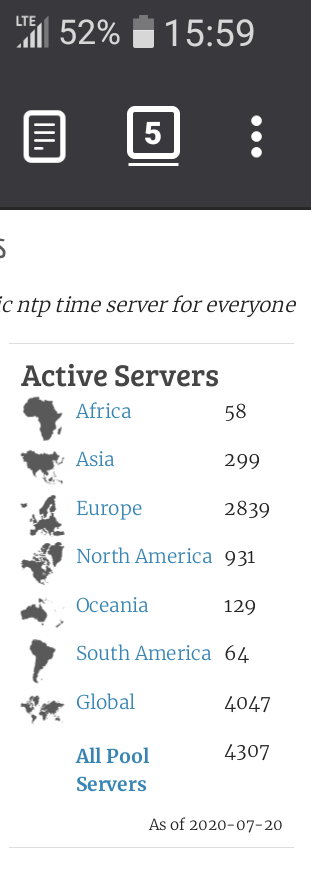 LTE 52% 15:59
5
s
ic ntp time server for everyone
Active Servers
Africa 58
Asia 299
Europe 2839
North America 931
Oceania 129
South America 64
Global 4047
All Pool 4307
Servers
As of 2020-07-20